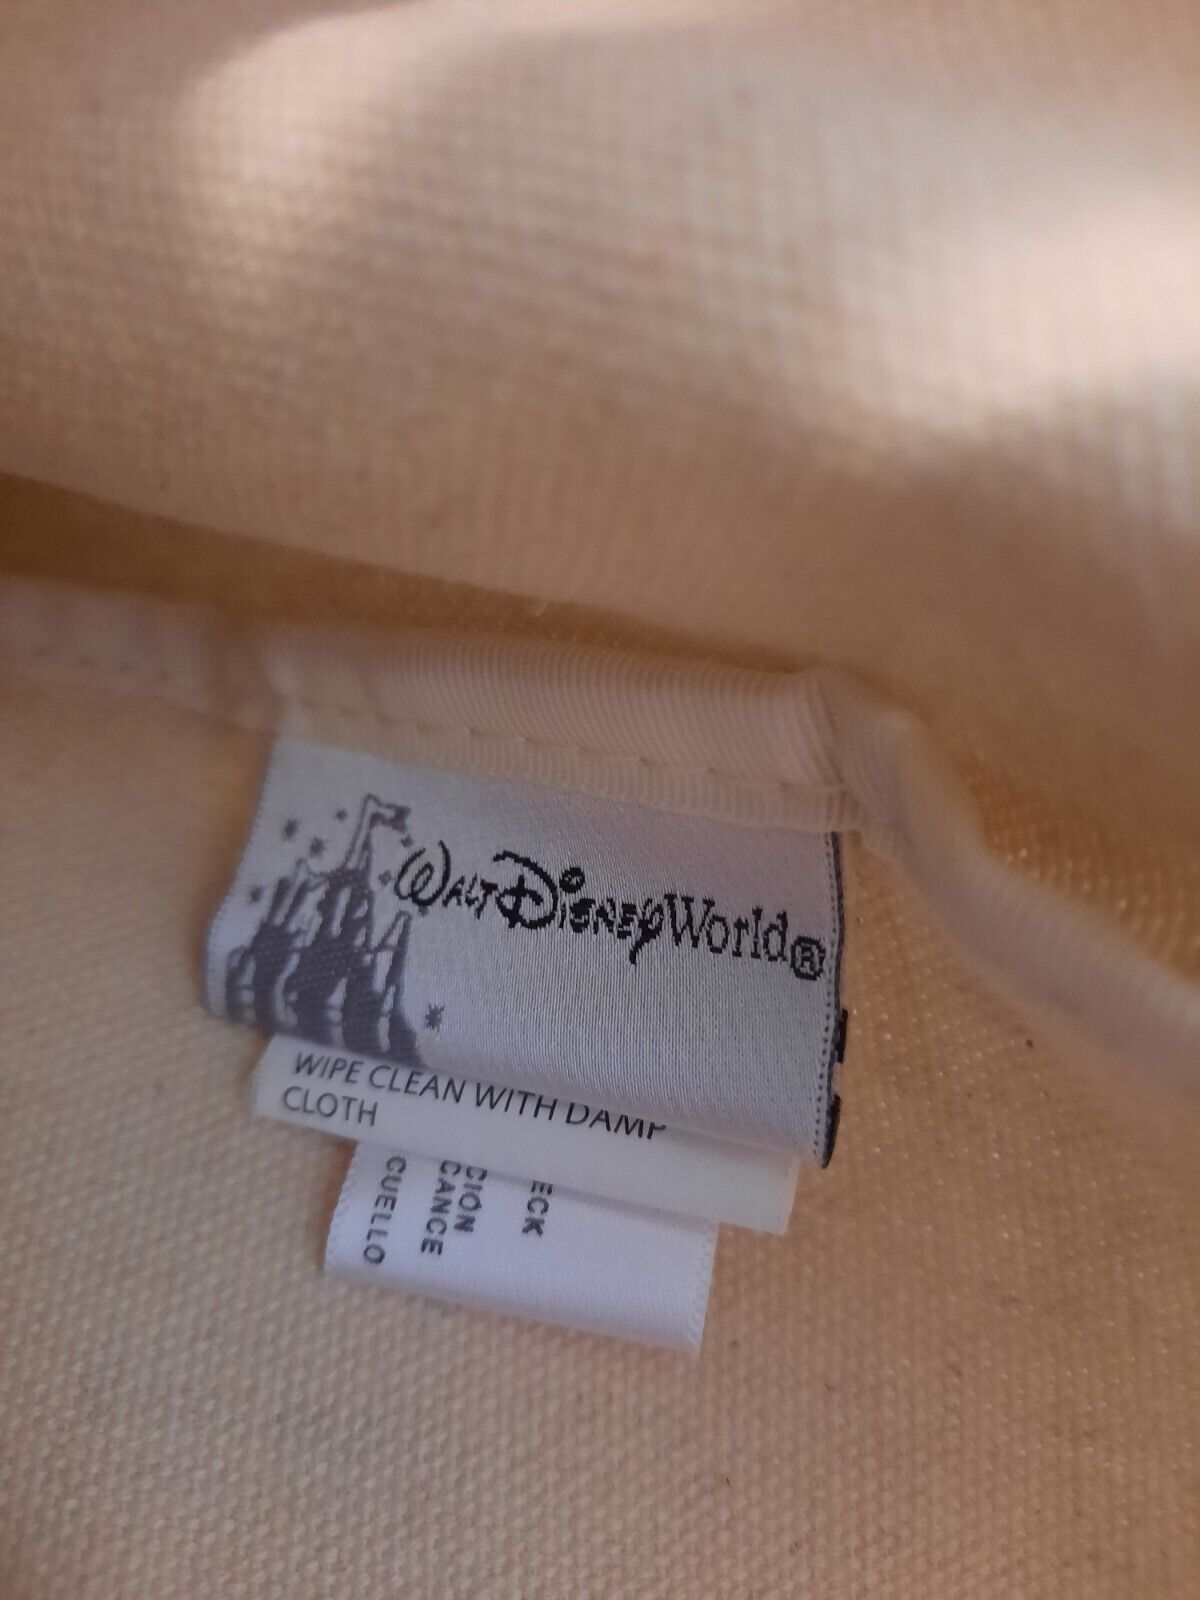 WALT DISNEY World®
WIPE CLEAN WITH DAMP
CLOTH
ECK
CION
CANCE
CUELLO